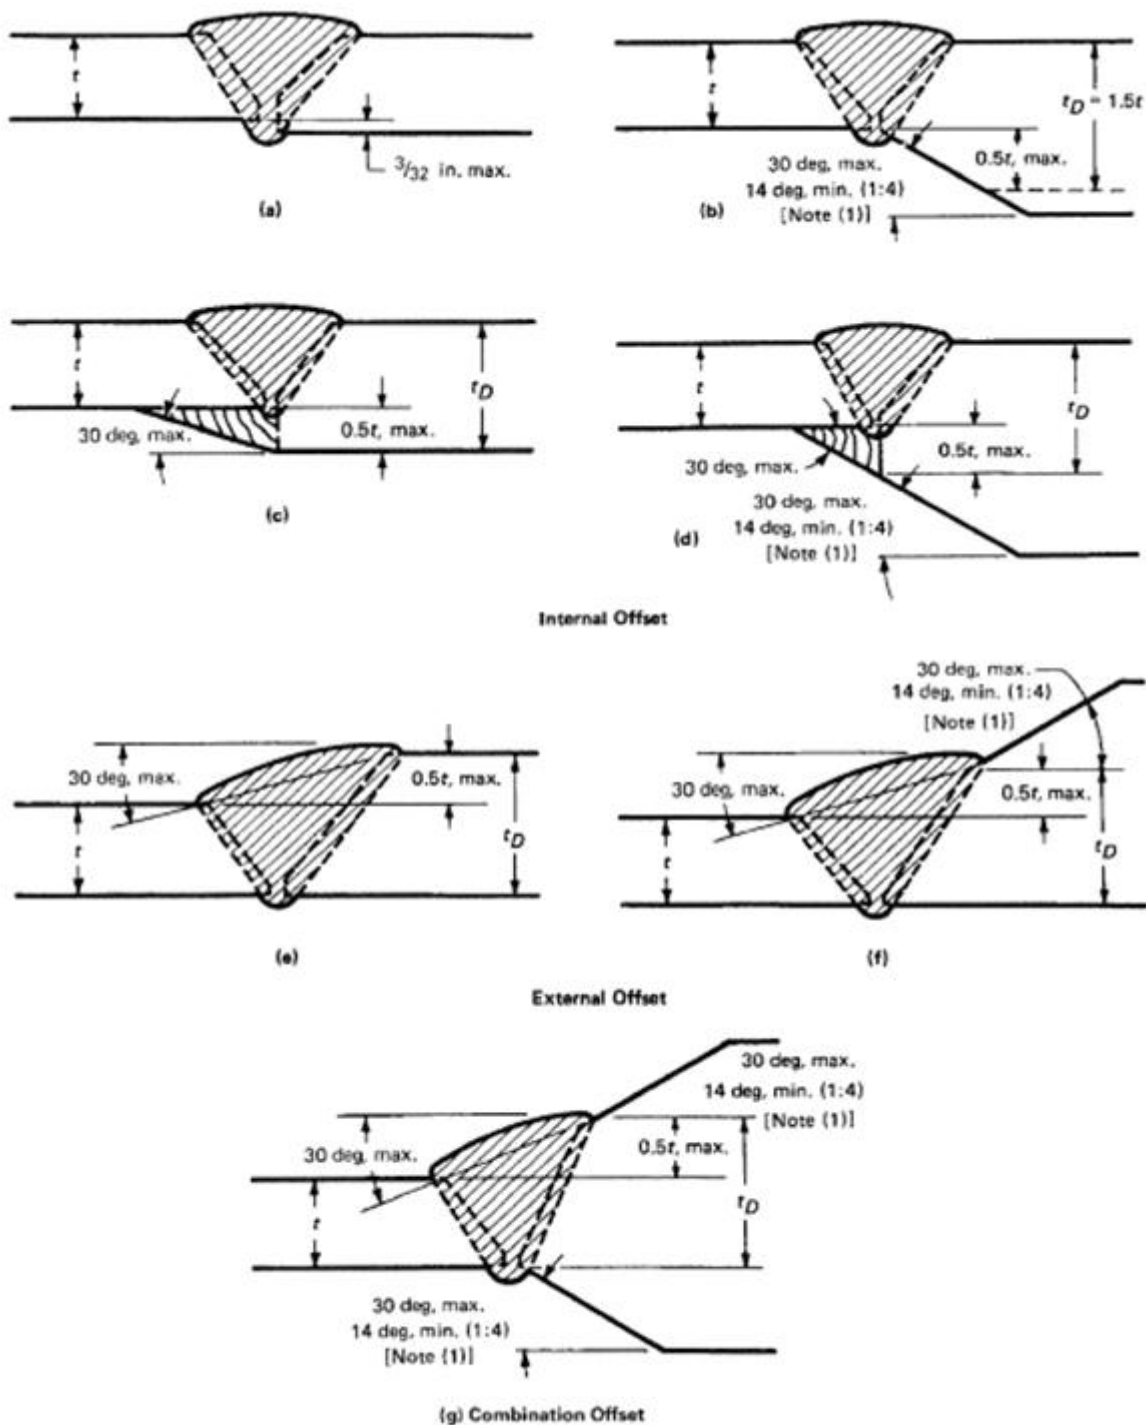 t
3/32 in. max.
(a)
t
tD = 1.5t
0.5t, max.
30 deg, max.
14 deg, min. (1:4)
[Note (1)]
(b)
t
tD
30 deg, max.
0.5t, max.
(c)
t
tD
0.5t, max.
30 deg, max.
30 deg, max.
14 deg, min. (1:4)
[Note (1)]
(d)
Internal Offset
30 deg, max.
0.5t, max.
t
tD
(e)
30 deg, max.
14 deg, min. (1:4)
[Note (1)]
30 deg, max.
0.5t, max.
t
tD
(f)
External Offset
30 deg, max.
14 deg, min. (1:4)
[Note (1)]
30 deg, max.
0.5t, max.
t
tD
30 deg, max.
14 deg, min. (1:4)
[Note (1)]
(g) Combination Offset